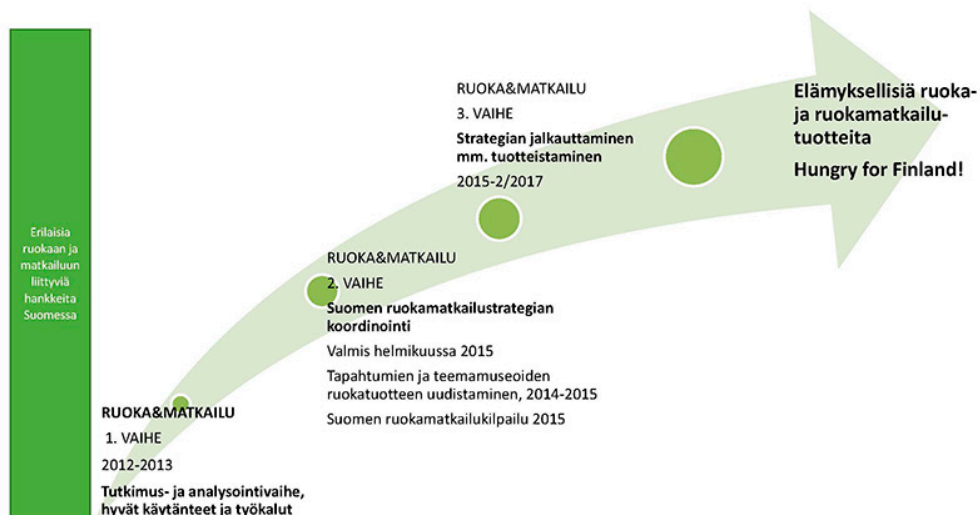 Erilaisia
ruokaan ja
matkailuun
liittyviä
hankkeita
Suomessa
RUOKA&MATKAILU
1. VAIHE
2012-2013
Tutkimus- ja analysointivaihe,
hyvät käytänteet ja työkalut
RUOKA&MATKAILU
2. VAIHE
Suomen ruokamatkailustrategian
koordinointi
Valmis helmikuussa 2015
Tapahtumien ja teemamuseoiden
ruokatuotteen uudistaminen, 2014-2015
Suomen ruokamatkailukilpailu 2015
RUOKA&MATKAILU
3. VAIHE
Strategian jalkauttaminen
mm. tuotteistaminen
2015-2/2017
Elämyksellisiä ruoka-
ja ruokamatkailu-
tuotteita
Hungry for Finland!